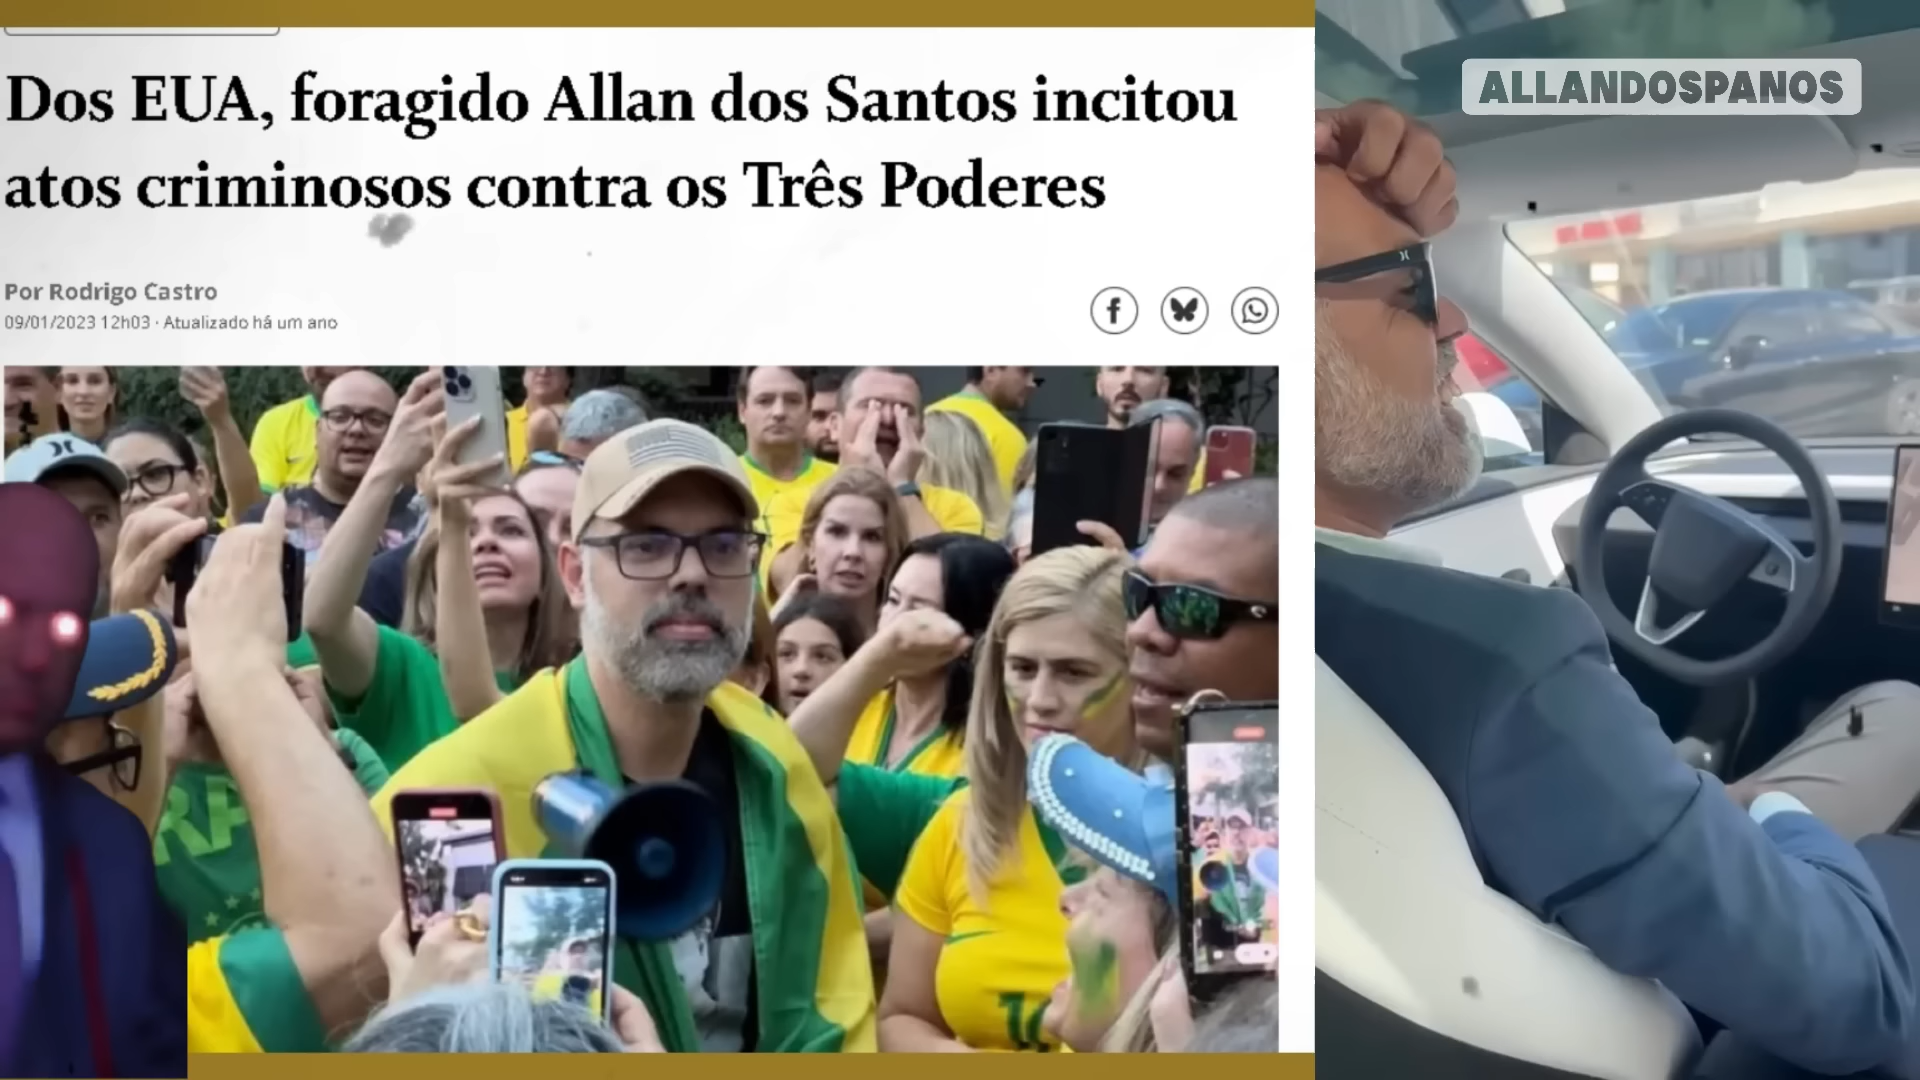 Dos EUA, foragido Allan dos Santos incitou
atos criminosos contra os Três Poderes
Por Rodrigo Castro
09/01/2023 12h03 · Atualizado há um ano
ALLANDOSPANOS